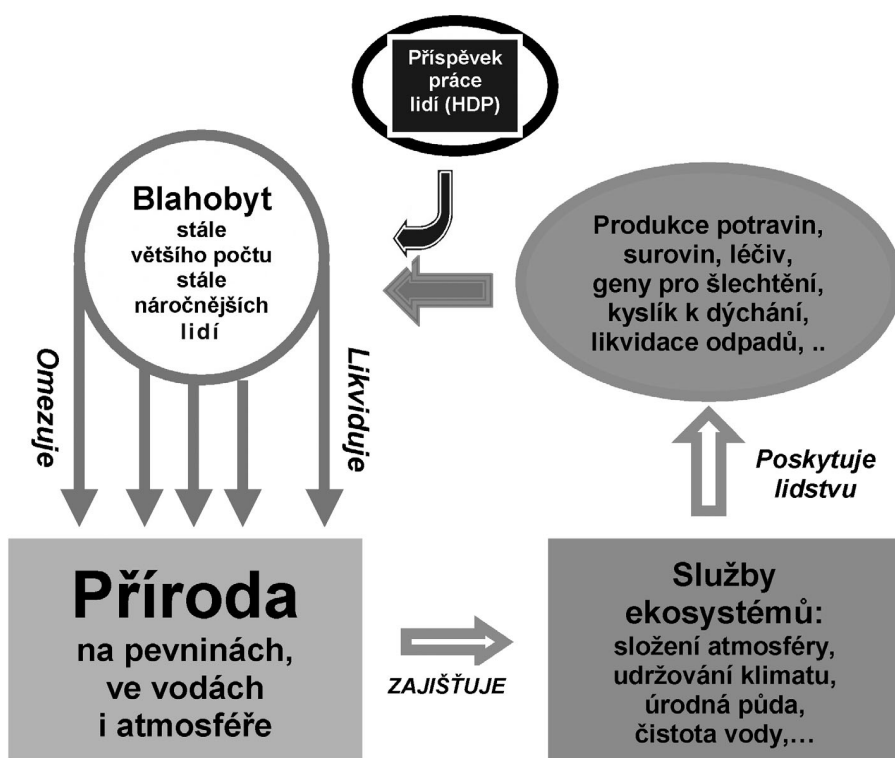 Příspěvek
práce
lidí (HDP)
Blahobyt
stále
většího počtu
stále
náročnějších
lidí
Produkce potravin,
surovin, léčiv,
geny pro šlechtění,
kyslík k dýchání,
likvidace odpadů, ..
Omezuje
Likviduje
Poskytuje
lidstvu
Příroda
na pevninách,
ve vodách
i atmosféře
ZAJIŠŤUJE
Služby
ekosystémů:
složení atmosféry,
udržování klimatu,
úrodná půda,
čistota vody,...